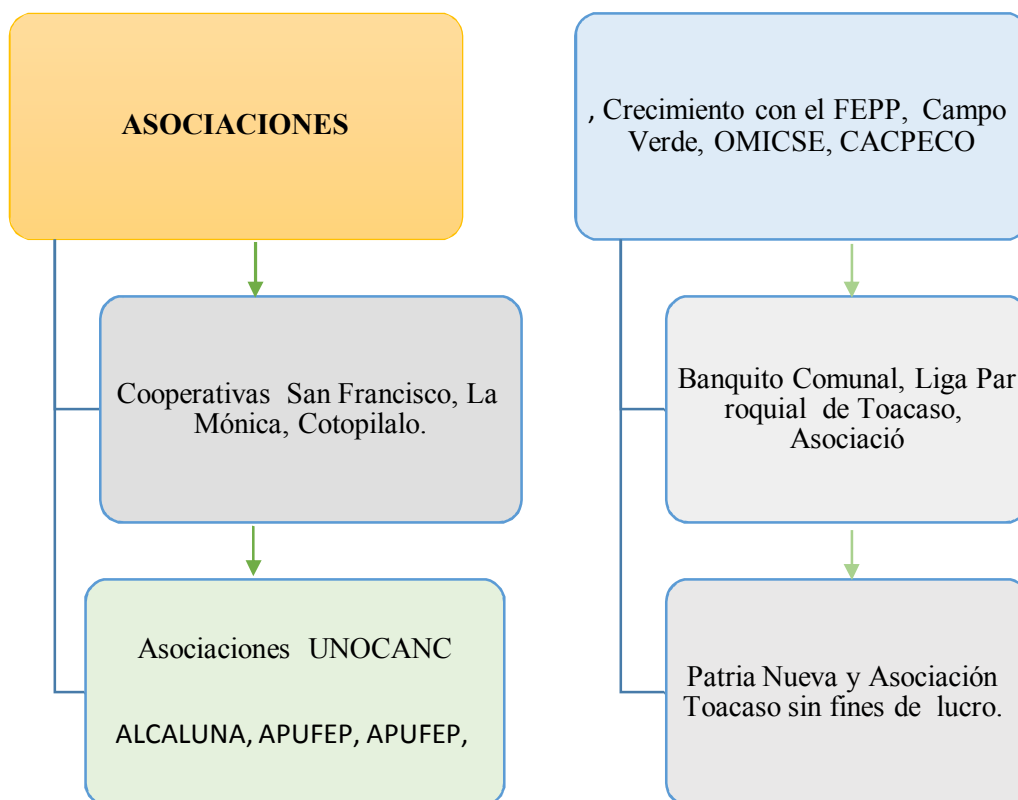 ASOCIACIONES
Cooperativas San Francisco, La
Mónica, Cotopilalo.
Asociaciones UNOCANC
ALCALUNA, APUFEP, APUFEP,
, Crecimiento con el FEPP, Campo
Verde, OMICSE, CACPECO
Banquito Comunal, Liga Par
roquial de Toacaso,
Asociació
Patria Nueva y Asociación
Toacaso sin fines de lucro.